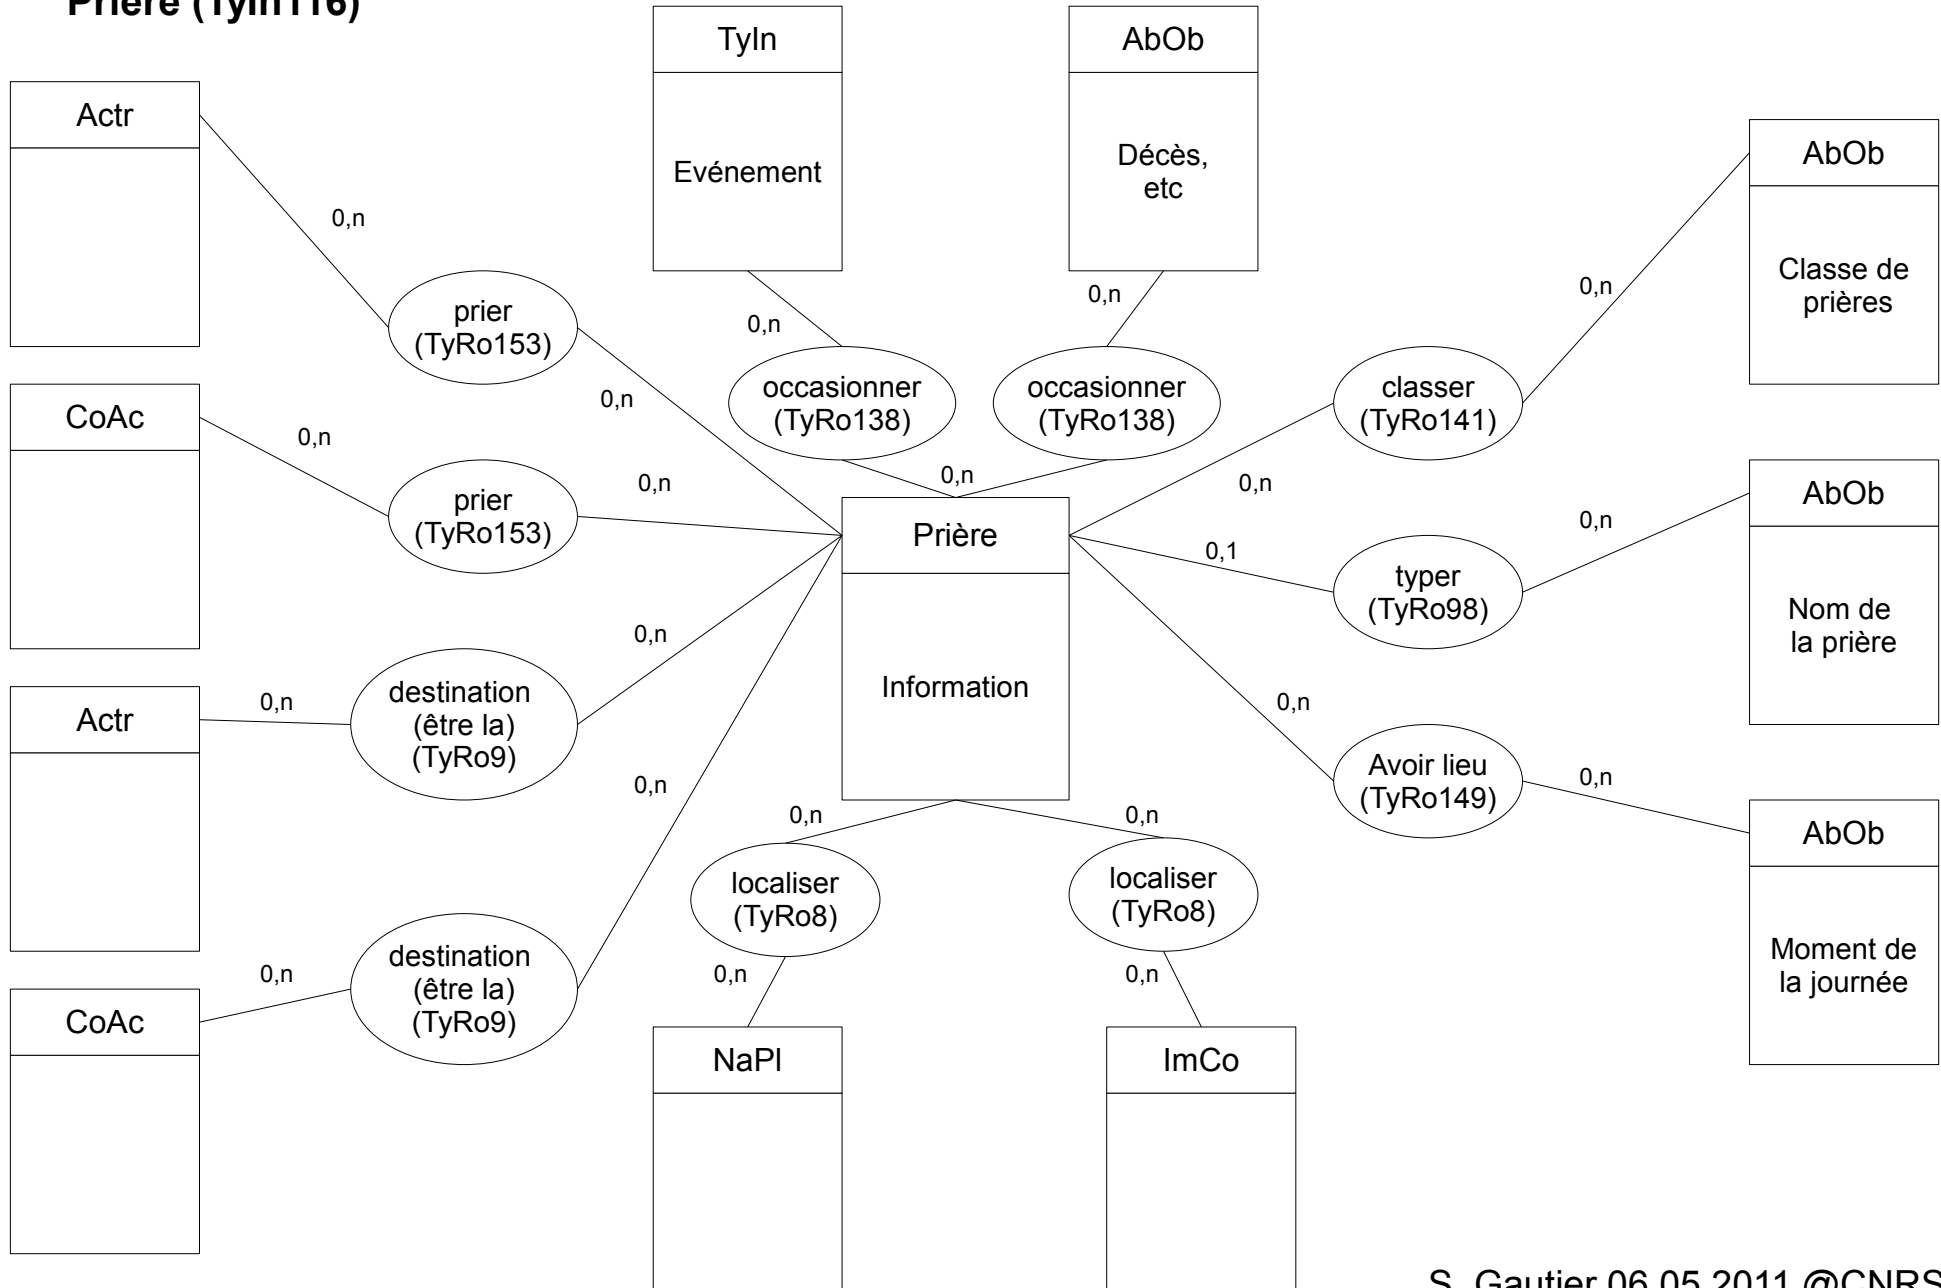 Prière (TyIn116)
TyIn
AbOb
Actr
AbOb
Evénement
Décès,
etc
0,n
Classe de
prières
0,n
0,n
0,n
prier
(TyRo153)
0,n
occasionner
(TyRo138)
occasionner
(TyRo138)
classer
(TyRo141)
0,n
CoAc
0,n
0,n
0,n
0,n
prier
(TyRo153)
Prière
AbOb
0,n
0,1
typer
(TyRo98)
Nom de
la prière
0,n
Information
Actr
0,n
destination
(être la)
(TyRo9)
0,n
Avoir lieu
(TyRo149)
0,n
0,n
0,n
0,n
AbOb
localiser
(TyRo8)
localiser
(TyRo8)
Moment de
la journée
destination
(être la)
(TyRo9)
0,n
0,n
0,n
CoAc
NaPl
ImCo
S. Gautier 06.05.2011 @CNRS